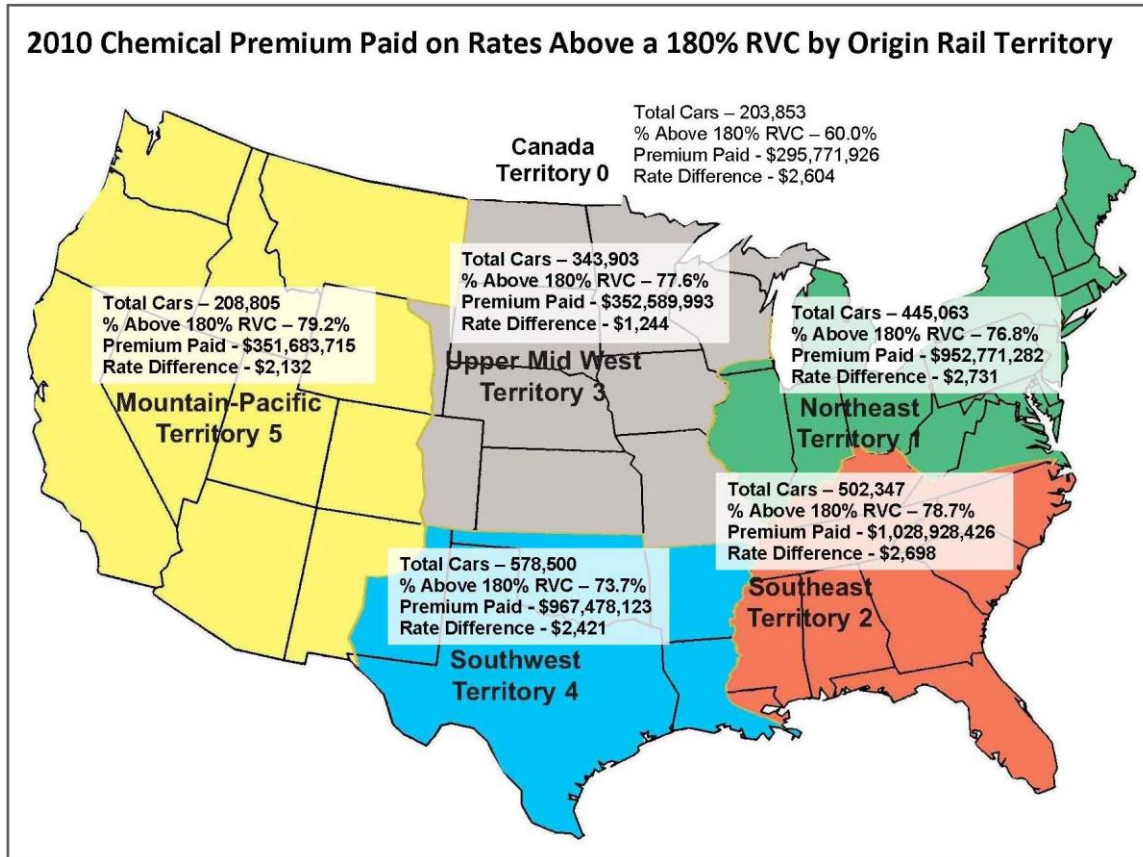 2010 Chemical Premium Paid on Rates Above a 180% RVC by Origin Rail Territory
Canada
Territory 0
Total Cars – 203,853
% Above 180% RVC – 60.0%
Premium Paid - $295,771,926
Rate Difference - $2,604
Total Cars – 343,903
% Above 180% RVC – 77.6%
Premium Paid - $352,589,993
Rate Difference - $1,244
Upper Mid West
Territory 3
Total Cars – 208,805
% Above 180% RVC – 79.2%
Premium Paid - $351,683,715
Rate Difference - $2,132
Mountain-Pacific
Territory 5
Total Cars – 445,063
% Above 180% RVC – 76.8%
Premium Paid - $952,771,282
Rate Difference - $2,731
Northeast
Territory 1
Total Cars – 502,347
% Above 180% RVC – 78.7%
Premium Paid - $1,028,928,426
Rate Difference - $2,698
Southeast
Territory 2
Total Cars – 578,500
% Above 180% RVC – 73.7%
Premium Paid - $967,478,123
Rate Difference - $2,421
Southwest
Territory 4